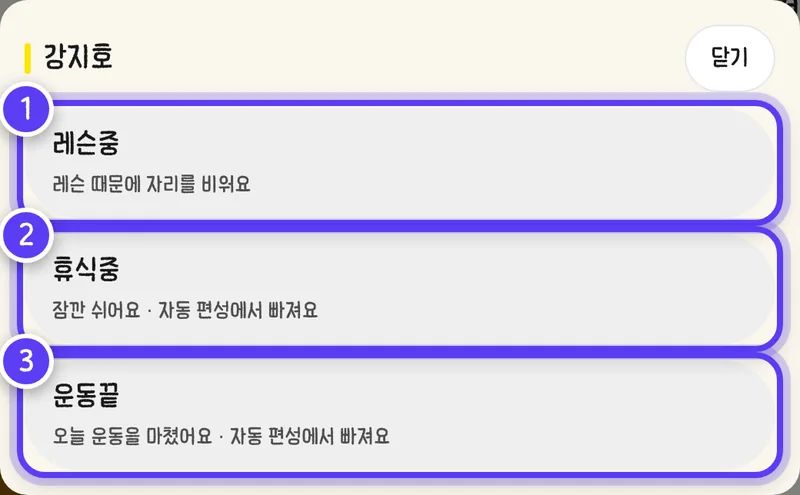 강지호
닫기
1
레슨중
레슨 때문에 자리를 비워요
2
휴식중
잠깐 쉬어요 · 자동 편성에서 빠져요
3
운동끝
오늘 운동을 마쳤어요 · 자동 편성에서 빠져요